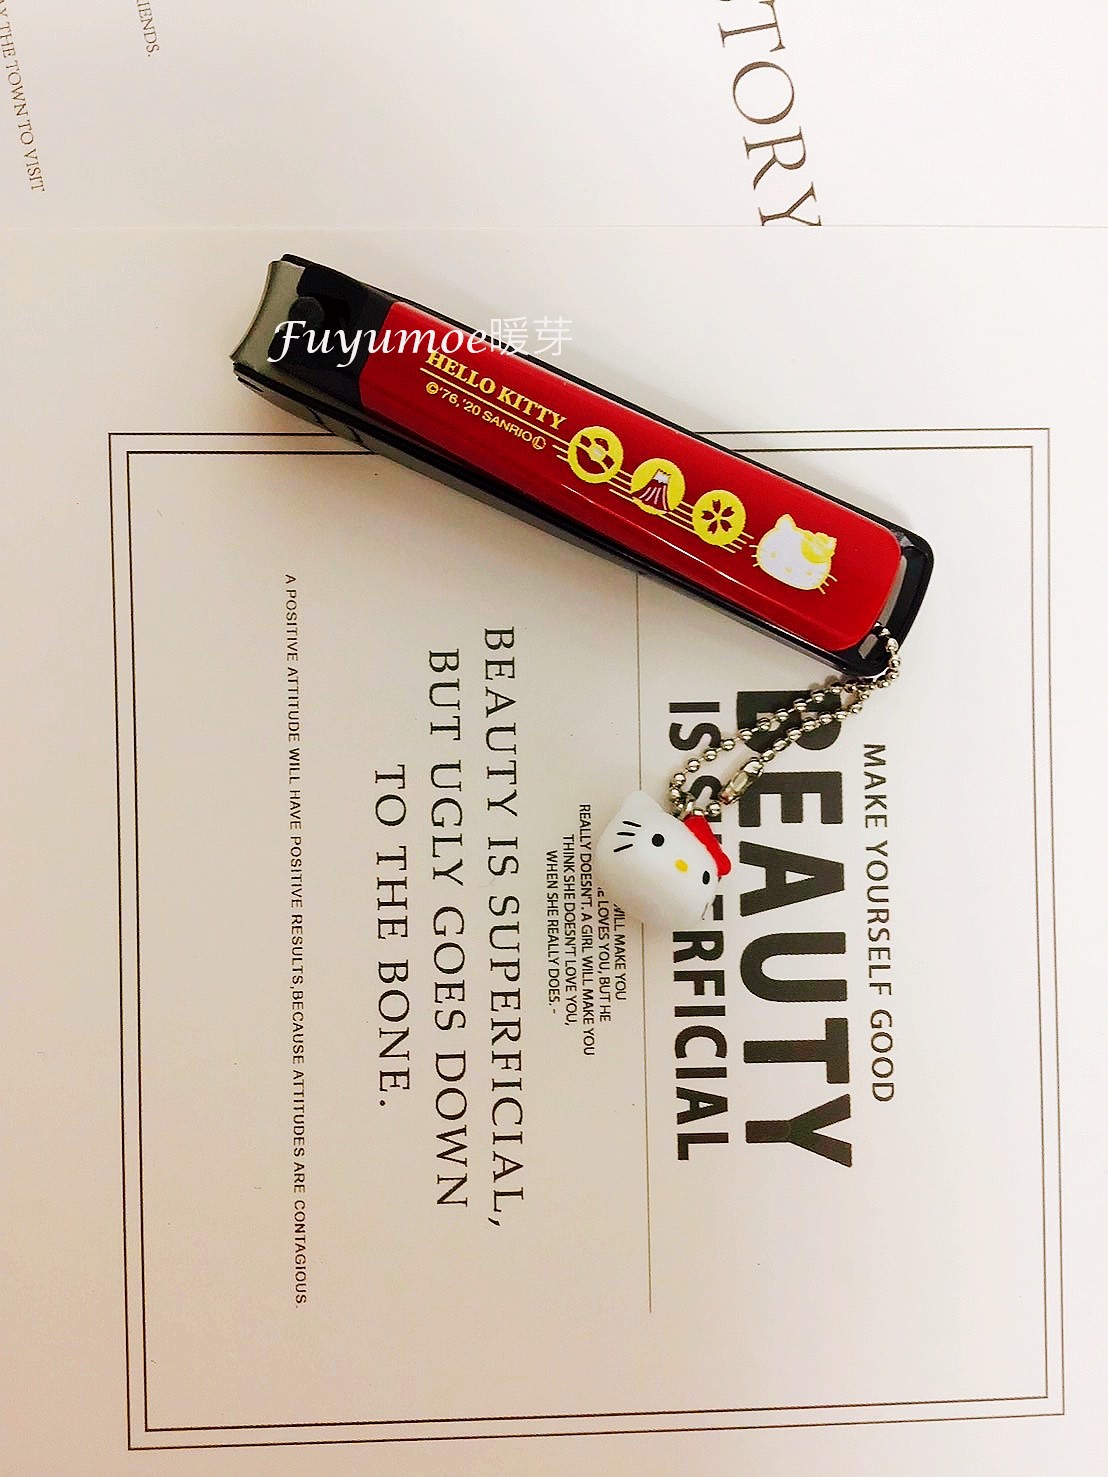 IENDS.
Y THE TOWN TO VISIT
TORY
Fuyumoe暖芽
HELLO KITTY
©'76,'20 SANRIO Ⓛ
MAKE YOURSELF GOOD
BEAUTY
IS RFICIAL
WILL MAKE YOU
LOVES YOU, BUT HE
REALLY DOESN'T. A GIRL WILL MAKE YOU
THINK SHE DOESN'T LOVE YOU,
WHEN SHE REALLY DOES. -
BEAUTY IS SUPERFICIAL,
BUT UGLY GOES DOWN
TO THE BONE.
A POSITIVE ATTITUDE WILL HAVE POSITIVE RESULTS,BECAUSE ATTITUDES ARE CONTAGIOUS.